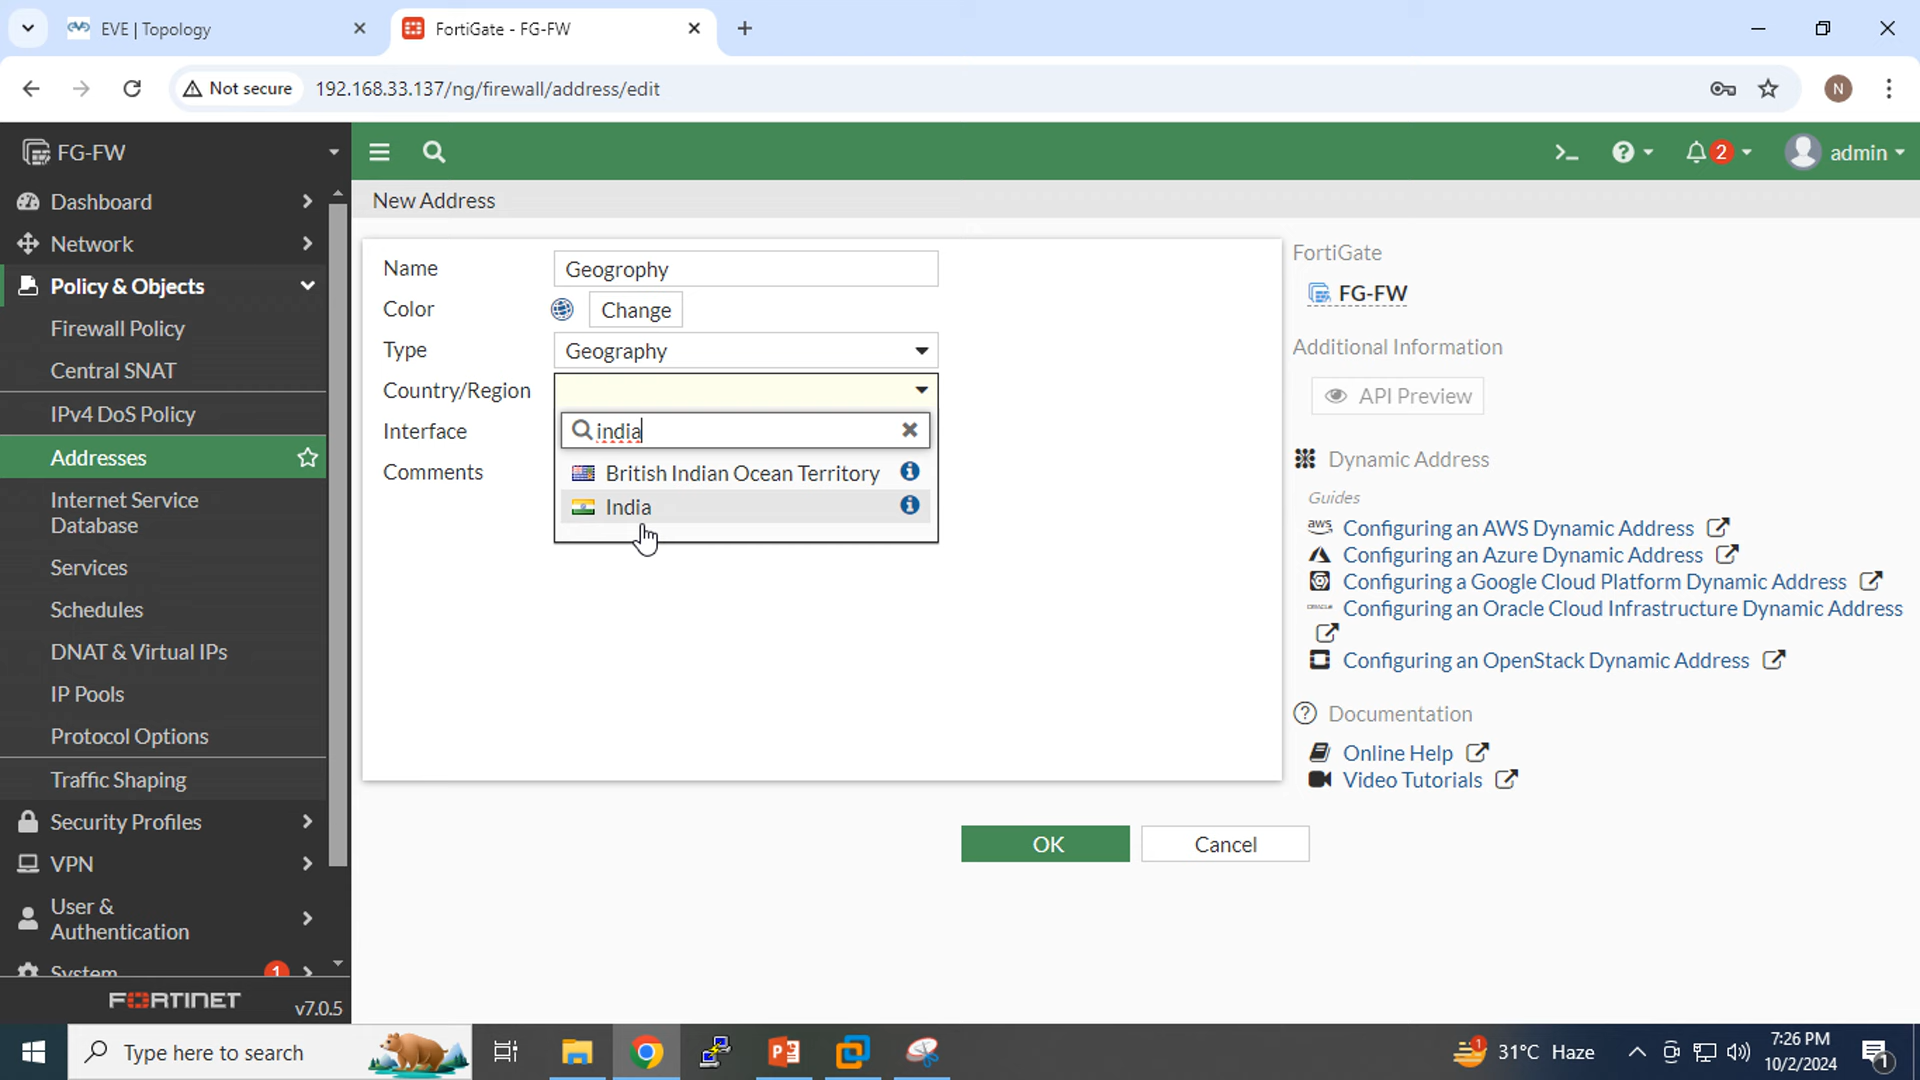 EVE | Topology
FortiGate - FG-FW
Not secure
192.168.33.137/ng/firewall/address/edit
N
FG-FW
2
admin
Dashboard
Network
Policy & Objects
Firewall Policy
Central SNAT
IPv4 DoS Policy
Addresses
Internet Service
Database
Services
Schedules
DNAT & Virtual IPs
IP Pools
Protocol Options
Traffic Shaping
Security Profiles
VPN
User &
Authentication
System
1
FORTINET
v7.0.5
New Address
Name
Geogrophy
Color
Change
Type
Geography
Country/Region
india
Interface
British Indian Ocean Territory
Comments
India
OK
Cancel
FortiGate
FG-FW
Additional Information
API Preview
Dynamic Address
Guides
aws
Configuring an AWS Dynamic Address
Configuring an Azure Dynamic Address
Configuring a Google Cloud Platform Dynamic Address
ORACLE
Configuring an Oracle Cloud Infrastructure Dynamic Address
Configuring an OpenStack Dynamic Address
Documentation
Online Help
Video Tutorials
Type here to search
1
31°C Haze
7:26 PM
10/2/2024
1